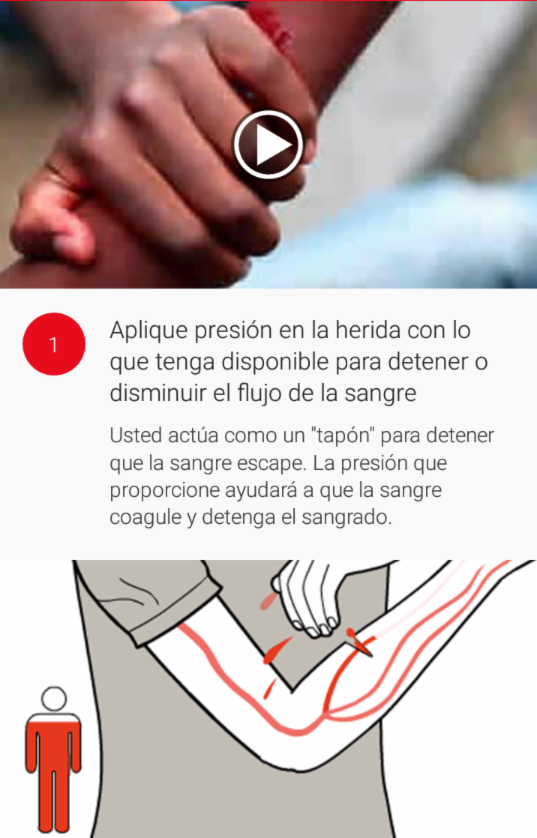 1
Aplique presión en la herida con lo
que tenga disponible para detener o
disminuir el flujo de la sangre
Usted actúa como un "tapón" para detener
que la sangre escape. La presión que
proporcione ayudará a que la sangre
coagule y detenga el sangrado.